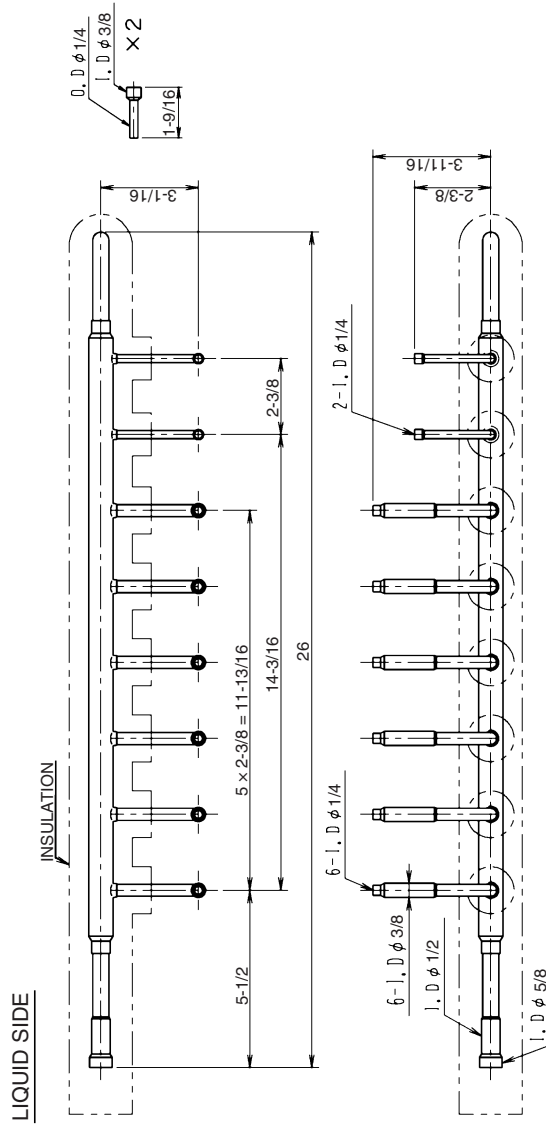 LIQUID SIDE
INSULATION
3-1/16
O. D φ1/4
I. D φ3/8
×2
1-9/16
5-1/2
5 x 2-3/8 = 11-13/16
2-3/8
14-3/16
26
6-I. D φ1/4
2-I. D φ1/4
3-11/16
2-3/8
6-I. D φ3/8
I. D φ1/2
I. D φ 5/8